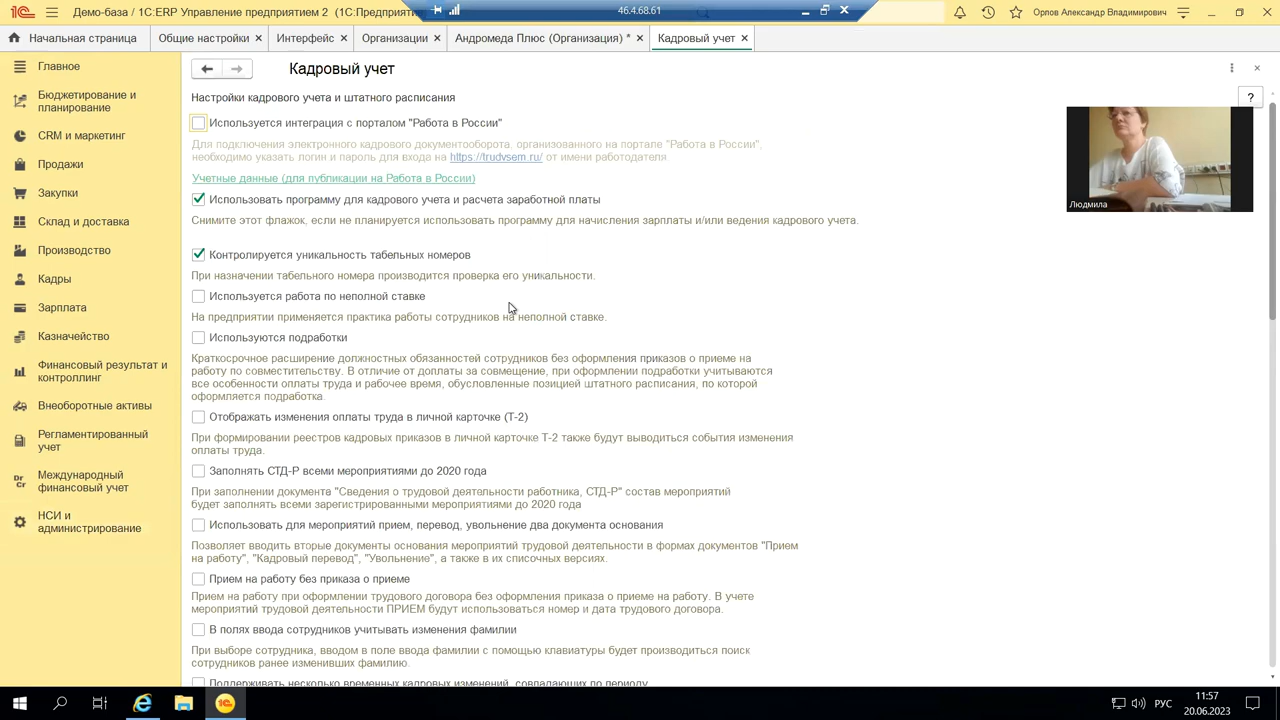 Демо-база / 1С:ERP Управление предприятием 2 (1С:Предприятие
46.4.68.61
Орлов Александр Владимирович
Начальная страница
Общие настройки
Интерфейс
Организации
Андромеда Плюс (Организация) *
Кадровый учет
Главное
Бюджетирование и
планирование
CRM и маркетинг
Продажи
Закупки
Склад и доставка
Производство
Кадры
Зарплата
Казначейство
Финансовый результат и
контроллинг
Внеоборотные активы
Регламентированный
учет
Международный
финансовый учет
НСИ и
администрирование
Кадровый учет
?
Настройки кадрового учета и штатного расписания
Используется интеграция с порталом "Работа в России"
Для подключения электронного кадрового документооборота, организованного на портале "Работа в России",
необходимо указать логин и пароль для входа на https://trudvsem.ru/ от имени работодателя.
Учетные данные (для публикации на Работа в России)
Использовать программу для кадрового учета и расчета заработной платы
Снимите этот флажок, если не планируется использовать программу для начисления зарплаты и/или ведения кадрового учета.
Контролируется уникальность табельных номеров
При назначении табельного номера производится проверка его уникальности.
Используется работа по неполной ставке
На предприятии применяется практика работы сотрудников на неполной ставке.
Используются подработки
Краткосрочное расширение должностных обязанностей сотрудников без оформления приказов о приеме на
работу по совместительству. В отличие от доплаты за совмещение, при оформлении подработки учитываются
все особенности оплаты труда и рабочее время, обусловленные позицией штатного расписания, по которой
оформляется подработка.
Отображать изменения оплаты труда в личной карточке (Т-2)
При формировании реестров кадровых приказов в личной карточке Т-2 также будут выводиться события изменения
оплаты труда.
Заполнять СТД-Р всеми мероприятиями до 2020 года
При заполнении документа "Сведения о трудовой деятельности работника, СТД-Р" состав мероприятий
будет заполнять всеми зарегистрированными мероприятиями до 2020 года
Использовать для мероприятий прием, перевод, увольнение два документа основания
Позволяет вводить вторые документы основания мероприятий трудовой деятельности в формах документов "Прием
на работу", "Кадровый перевод", "Увольнение", а также в их списочных версиях.
Прием на работу без приказа о приеме
Прием на работу при оформлении трудового договора без оформления приказа о приеме на работу. В учете
мероприятий трудовой деятельности ПРИЕМ будут использоваться номер и дата трудового договора.
В полях ввода сотрудников учитывать изменения фамилии
При выборе сотрудника, вводом в поле ввода фамилии с помощью клавиатуры будет производиться поиск
сотрудников ранее изменивших фамилию.
Поддерживать несколько временных кадровых изменений, совпадающих по периоду
Людмила
РУС
11:57
20.06.2023